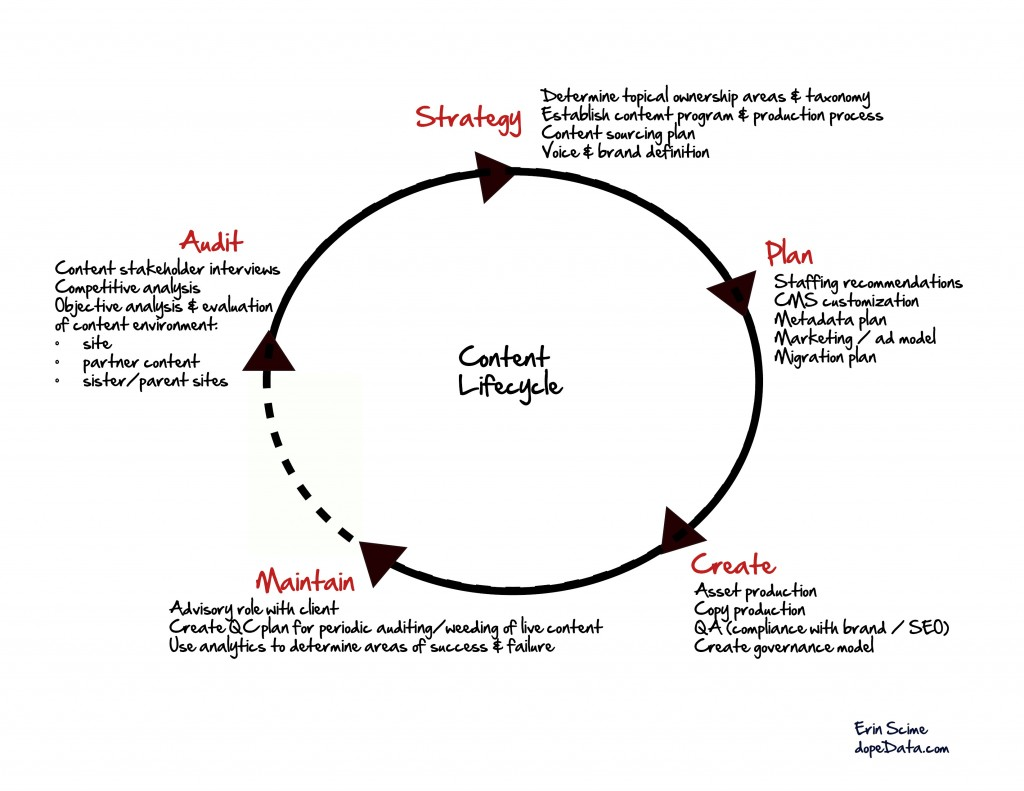 Strategy
Determine topical ownership areas & taxonomy
Establish content program & production process
Content sourcing plan
Voice & brand definition
Plan
Staffing recommendations
CMS customization
Metadata plan
Marketing / ad model
Migration plan
Create
Asset production
Copy production
QA (compliance with brand / SEO)
Create governance model
Maintain
Advisory role with client
Create QC plan for periodic auditing/weeding of live content
Use analytics to determine areas of success & failure
Audit
Content stakeholder interviews
Competitive analysis
Objective analysis & evaluation
of content environment:
• site
• partner content
• sister/parent sites
Content
Lifecycle
Erin Scime
dopeData.com